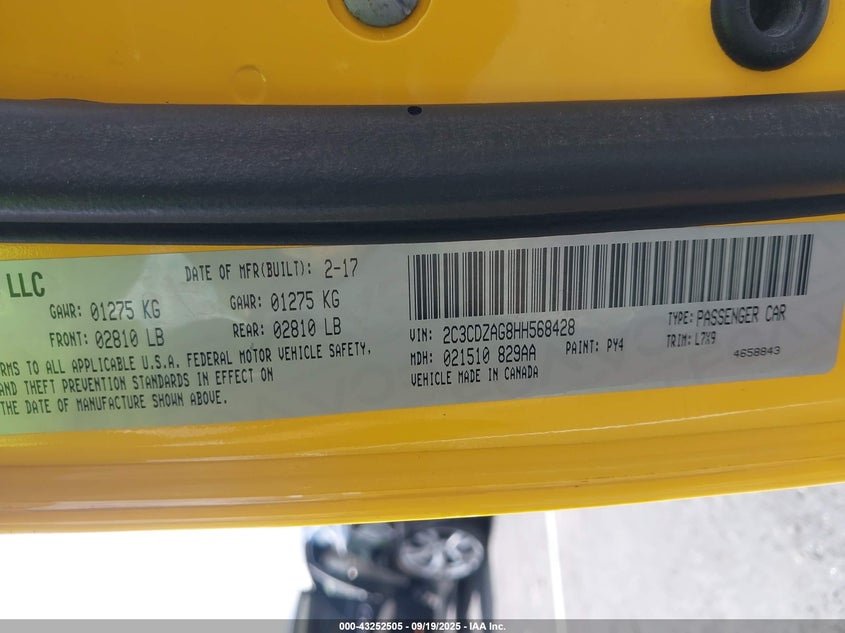 LLC
DATE OF MFR(BUILT): 2-17
GAWR: 01275 KG GAWR: 01275 KG
FRONT: 02810 LB REAR: 02810 LB
TO ALL APPLICABLE U.S.A. FEDERAL MOTOR VEHICLE SAFETY,
AND THEFT PREVENTION STANDARDS IN EFFECT ON
THE DATE OF MANUFACTURE SHOWN ABOVE.
VIN: 2C3CDZAG8HH568428
TYPE: PASSENGER CAR
MDH: 021510 829AA PAINT: PY4 TRIM: L7X9
VEHICLE MADE IN CANADA
4658843
000-43252505 - 09/19/2025 - IAA Inc.